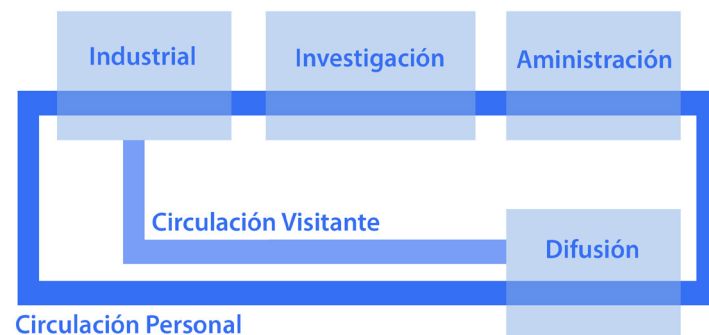 Industrial
Investigación
Aministración
Circulación Visitante
Difusión
Circulación Personal